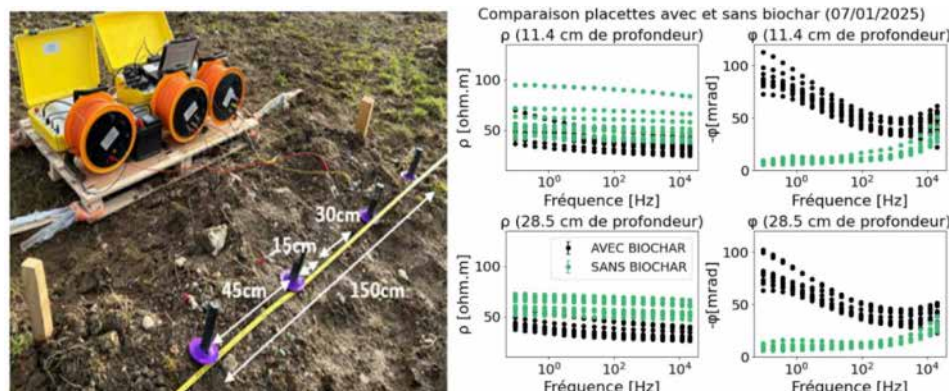 30cm
15cm
45cm
150cm
Comparaison placettes avec et sans biochar (07/01/2025)
ρ (11.4 cm de profondeur)
φ (11.4 cm de profondeur)
ρ [ohm.m]
100
50
10⁰
10²
10⁴
Fréquence [Hz]
-φ[mrad]
100
50
0
10⁰
10²
10⁴
Fréquence [Hz]
ρ (28.5 cm de profondeur)
φ (28.5 cm de profondeur)
ρ [ohm.m]
100
50
AVEC BIOCHAR
SANS BIOCHAR
10⁰
10²
10⁴
Fréquence [Hz]
-φ[mrad]
100
50
0
10⁰
10²
10⁴
Fréquence [Hz]